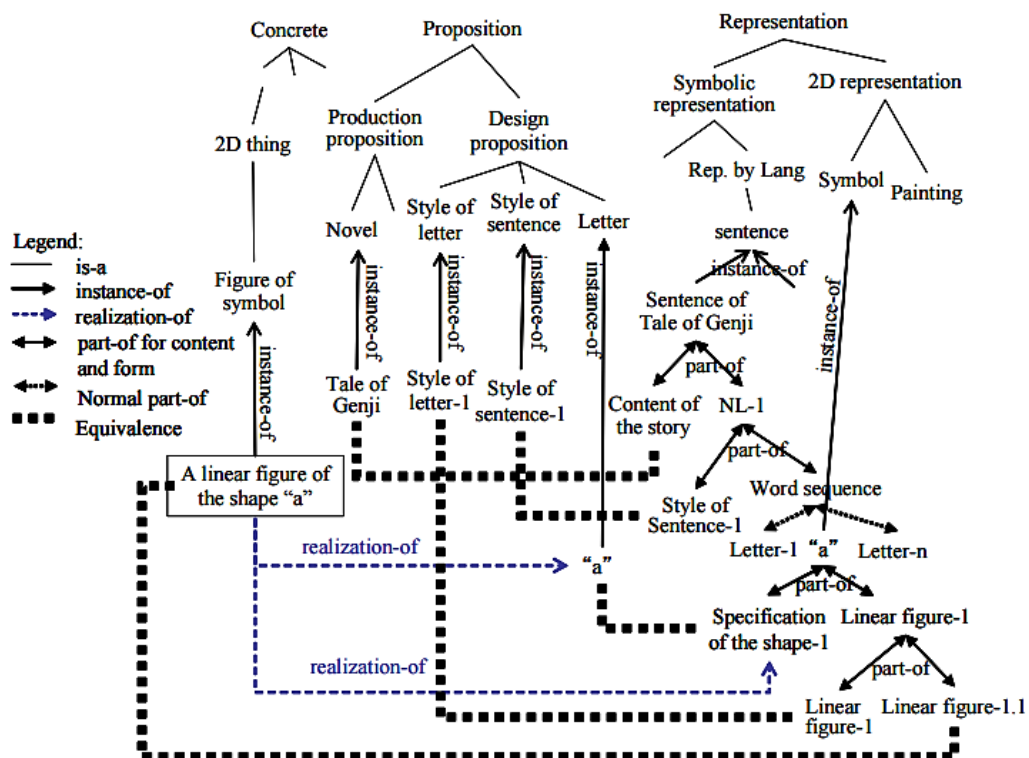 Concrete
Proposition
Representation
Symbolic
representation
2D representation
2D thing
Production
proposition
Design
proposition
Rep. by Lang
Symbol
Painting
Novel
Style of
letter
Style of
sentence
Letter
sentence
Legend:
is-a
instance-of
realization-of
part-of for content
and form
Normal part-of
Equivalence
Figure of
symbol
instance-of
instance-of
instance-of
instance-of
instance-of
instance-of
instance-of
Sentence of
Tale of Genji
part-of
Tale of
Genji
Style of
letter-1
Style of
sentence-1
Content of
the story
NL-1
part-of
A linear figure of
the shape "a"
Style of
Sentence-1
Word sequence
realization-of
"a"
Letter-1
"a"
Letter-n
part-of
Specification
of the shape-1
Linear figure-1
realization-of
part-of
Linear
figure-1
Linear figure-1.1